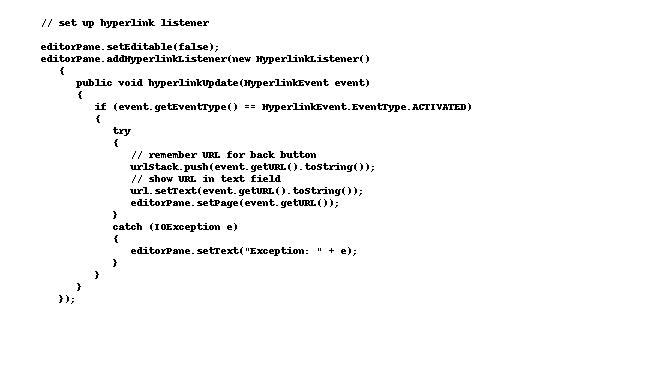 // set up hyperlink listener
editorPane.setEditable(false);
editorPane.addHyperlinkListener(new HyperlinkListener()
{
public void hyperlinkUpdate(HyperlinkEvent event)
{
if (event.getEventType() == HyperlinkEvent.EventType.ACTIVATED)
{
try
{
// remember URL for back button
urlStack.push(event.getURL().toString());
// show URL in text field
url.setText(event.getURL().toString());
editorPane.setPage(event.getURL());
}
catch (IOException e)
{
editorPane.setText("Exception: " + e);
}
}
}
});